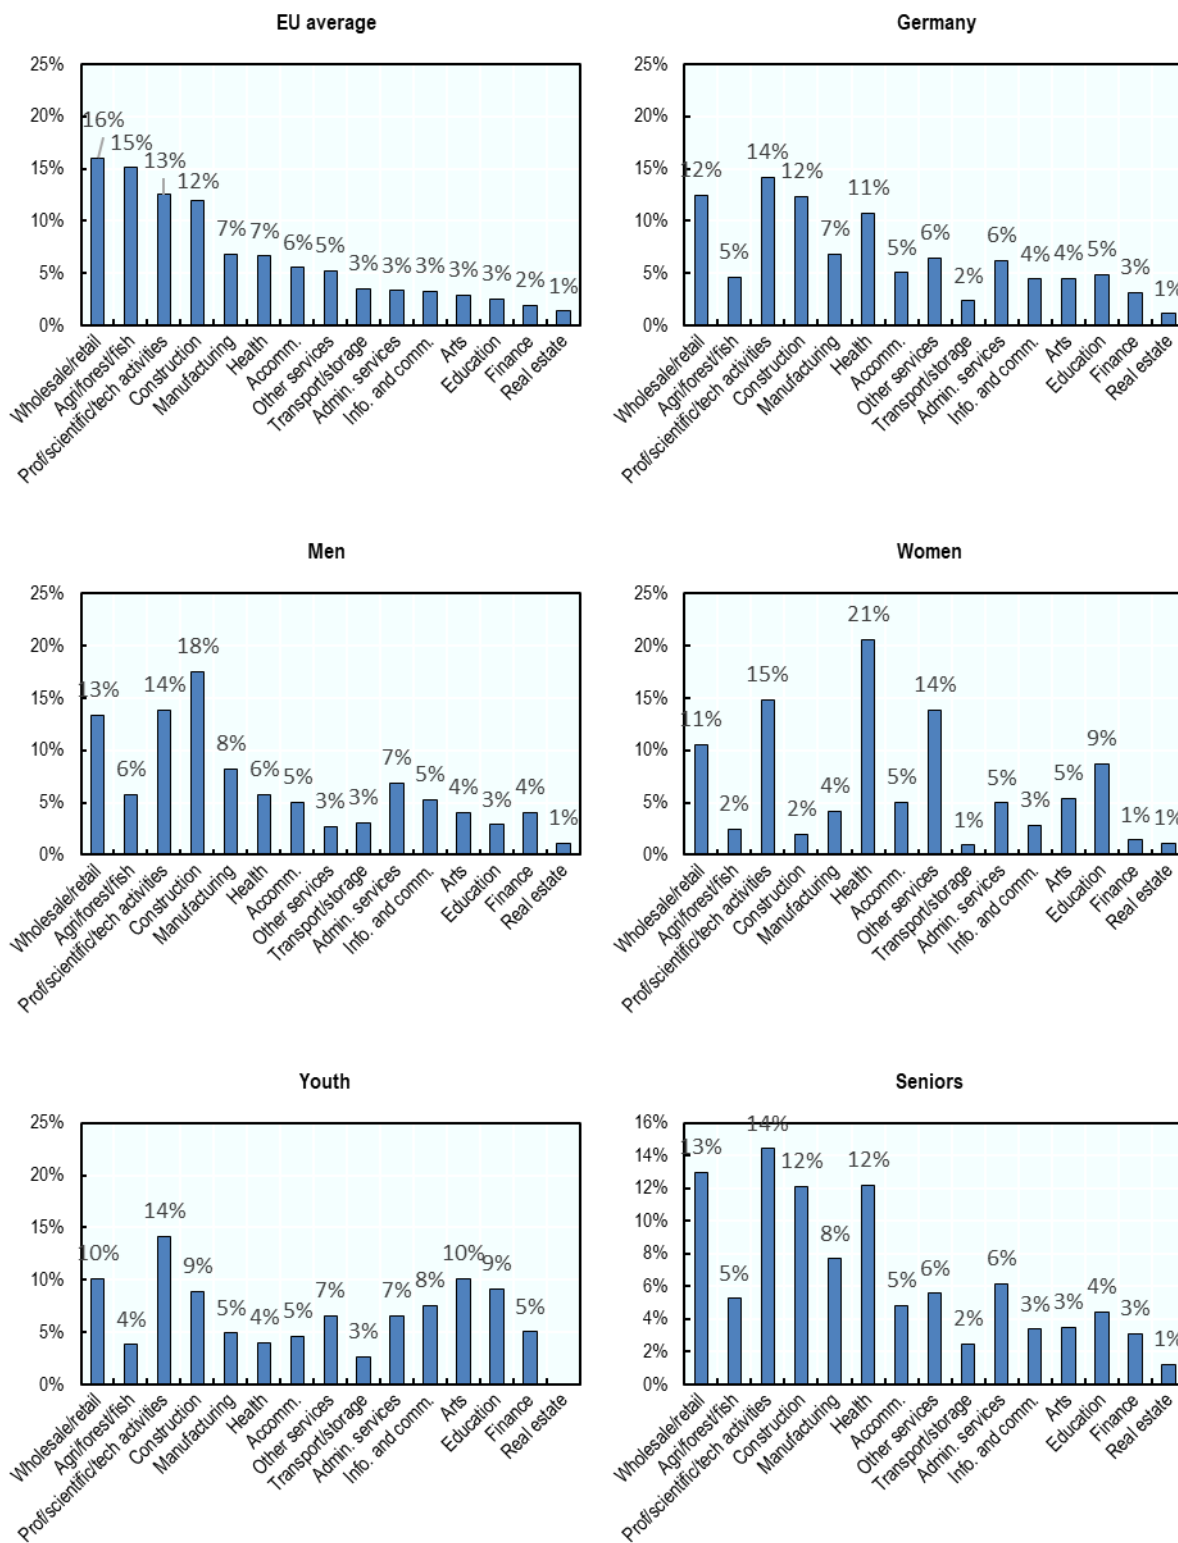 EU average
25%
20%
15%
10%
5%
0%
16%
15%
13%
12%
7%
7%
6%
5%
3%
3%
3%
3%
3%
2%
1%
Wholesale/retail
Agri/forest/fish
Prof/scientific/tech activities
Construction
Manufacturing
Health
Accomm.
Other services
Transport/storage
Admin. services
Info. and comm.
Arts
Education
Finance
Real estate
Germany
25%
20%
15%
10%
5%
0%
12%
5%
14%
12%
7%
11%
5%
6%
2%
6%
4%
4%
5%
3%
1%
Wholesale/retail
Agri/forest/fish
Prof/scientific/tech activities
Construction
Manufacturing
Health
Accomm.
Other services
Transport/storage
Admin. services
Info. and comm.
Arts
Education
Finance
Real estate
Men
25%
20%
15%
10%
5%
0%
13%
6%
14%
18%
8%
6%
5%
3%
3%
7%
5%
4%
3%
4%
1%
Wholesale/retail
Agri/forest/fish
Prof/scientific/tech activities
Construction
Manufacturing
Health
Accomm.
Other services
Transport/storage
Admin. services
Info. and comm.
Arts
Education
Finance
Real estate
Women
25%
20%
15%
10%
5%
0%
11%
2%
15%
2%
4%
21%
5%
14%
1%
5%
3%
5%
9%
1%
1%
Wholesale/retail
Agri/forest/fish
Prof/scientific/tech activities
Construction
Manufacturing
Health
Accomm.
Other services
Transport/storage
Admin. services
Info. and comm.
Arts
Education
Finance
Real estate
Youth
25%
20%
15%
10%
5%
0%
10%
4%
14%
9%
5%
4%
5%
7%
3%
7%
8%
10%
9%
5%
Wholesale/retail
Agri/forest/fish
Prof/scientific/tech activities
Construction
Manufacturing
Health
Accomm.
Other services
Transport/storage
Admin. services
Info. and comm.
Arts
Education
Finance
Real estate
Seniors
16%
14%
12%
10%
8%
6%
4%
2%
0%
13%
5%
14%
12%
8%
12%
5%
6%
2%
6%
3%
3%
4%
3%
1%
Wholesale/retail
Agri/forest/fish
Prof/scientific/tech activities
Construction
Manufacturing
Health
Accomm.
Other services
Transport/storage
Admin. services
Info. and comm.
Arts
Education
Finance
Real estate